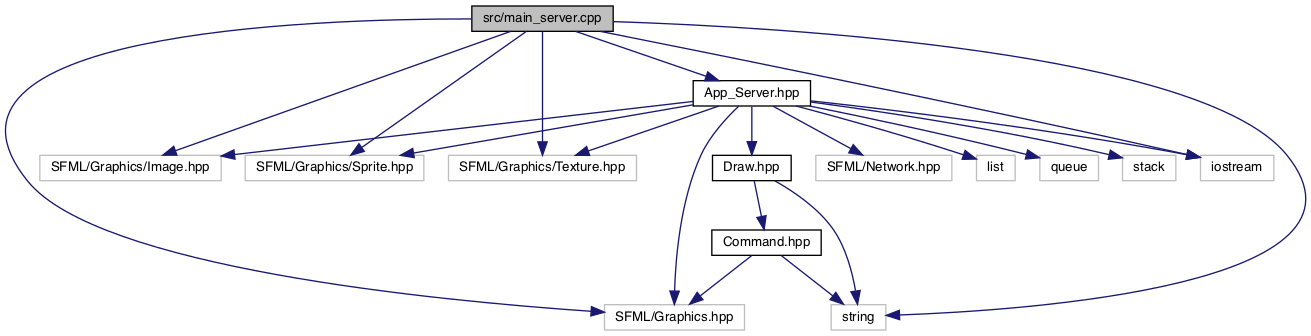 src/main_server.cpp
App_Server.hpp
SFML/Graphics/Image.hpp
SFML/Graphics/Sprite.hpp
SFML/Graphics/Texture.hpp
Draw.hpp
SFML/Network.hpp
list
queue
stack
iostream
Command.hpp
SFML/Graphics.hpp
string